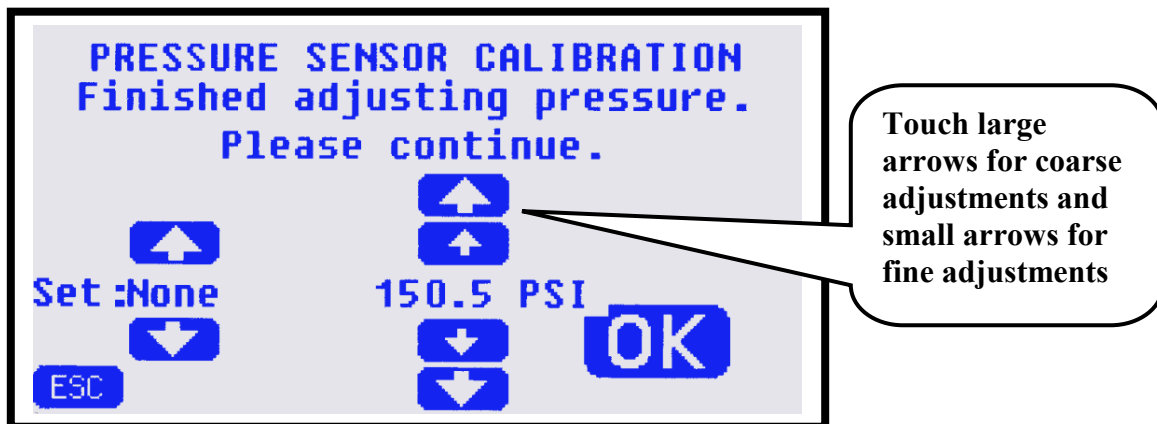 PRESSURE SENSOR CALIBRATION
Finished adjusting pressure.
Please continue.
Set:None
150.5 PSI
OK
ESC
Touch large
arrows for coarse
adjustments and
small arrows for
fine adjustments